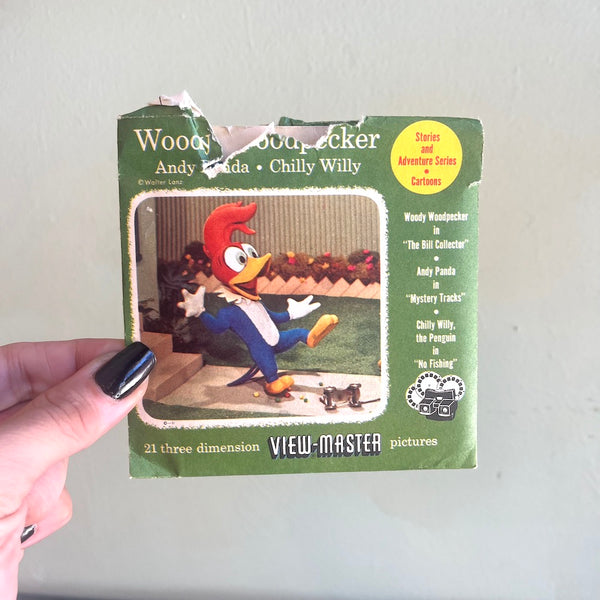 Woody Woodpecker
Andy Panda • Chilly Willy
© Walter Lanz
Stories
and
Adventure Series
•
Cartoons
Woody Woodpecker
in
"The Bill Collector"
•
Andy Panda
in
"Mystery Tracks"
•
Chilly Willy,
the Penguin
in
"No Fishing"
21 three dimension VIEW-MASTER pictures